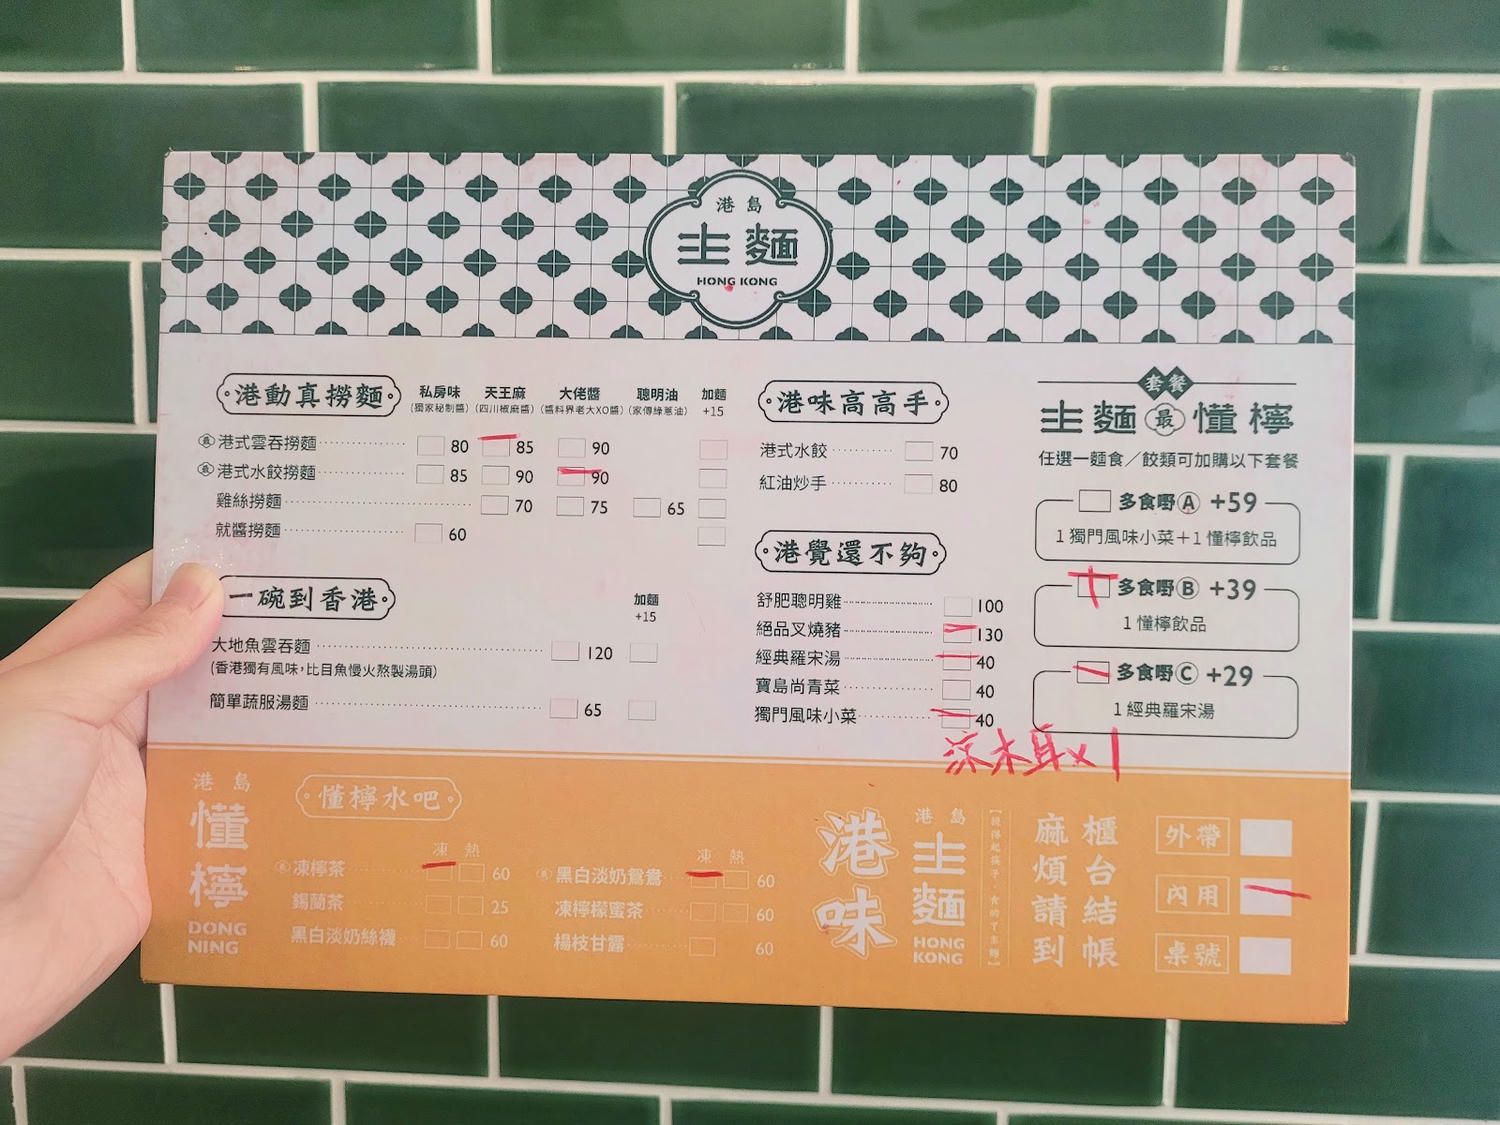 港島
主麵
HONG KONG
港動真撈麵
私房味 天王麻 大佬醬 聰明油 加麵
(獨家秘制醬) (四川椒麻醬) (醬料界老大XO醬) (家傳綠蔥油) +15
港式雲吞撈麵 80 85 90
港式水餃撈麵 85 90 90
雞絲撈麵 70 75 65
就醬撈麵 60
一碗到香港
加麵
+15
大地魚雲吞麵 120
(香港獨有風味,比目魚慢火熬製湯頭)
簡單蔬服湯麵 65
港味高高手
港式水餃 70
紅油炒手 80
港覺還不夠
舒肥聰明雞 100
絕品叉燒豬 130
經典羅宋湯 40
寶島尚青菜 40
獨門風味小菜 40
涼木耳x1
套餐
主麵最懂檸
任選一麵食/餃類可加購以下套餐
多食嘢A +59
1獨門風味小菜+1懂檸飲品
多食嘢B +39
1懂檸飲品
多食嘢C +29
1經典羅宋湯
港島
懂檸
DONG
NING
懂檸水吧
凍 熱
凍檸茶 60
錫蘭茶 25
黑白淡奶絲襪 60
凍 熱
黑白淡奶鴛鴦 60
凍檸檬蜜茶 60
楊枝甘露 60
港味
港島
主麵
HONG
KONG
櫃台結帳
麻煩請到
外帶
內用
桌號